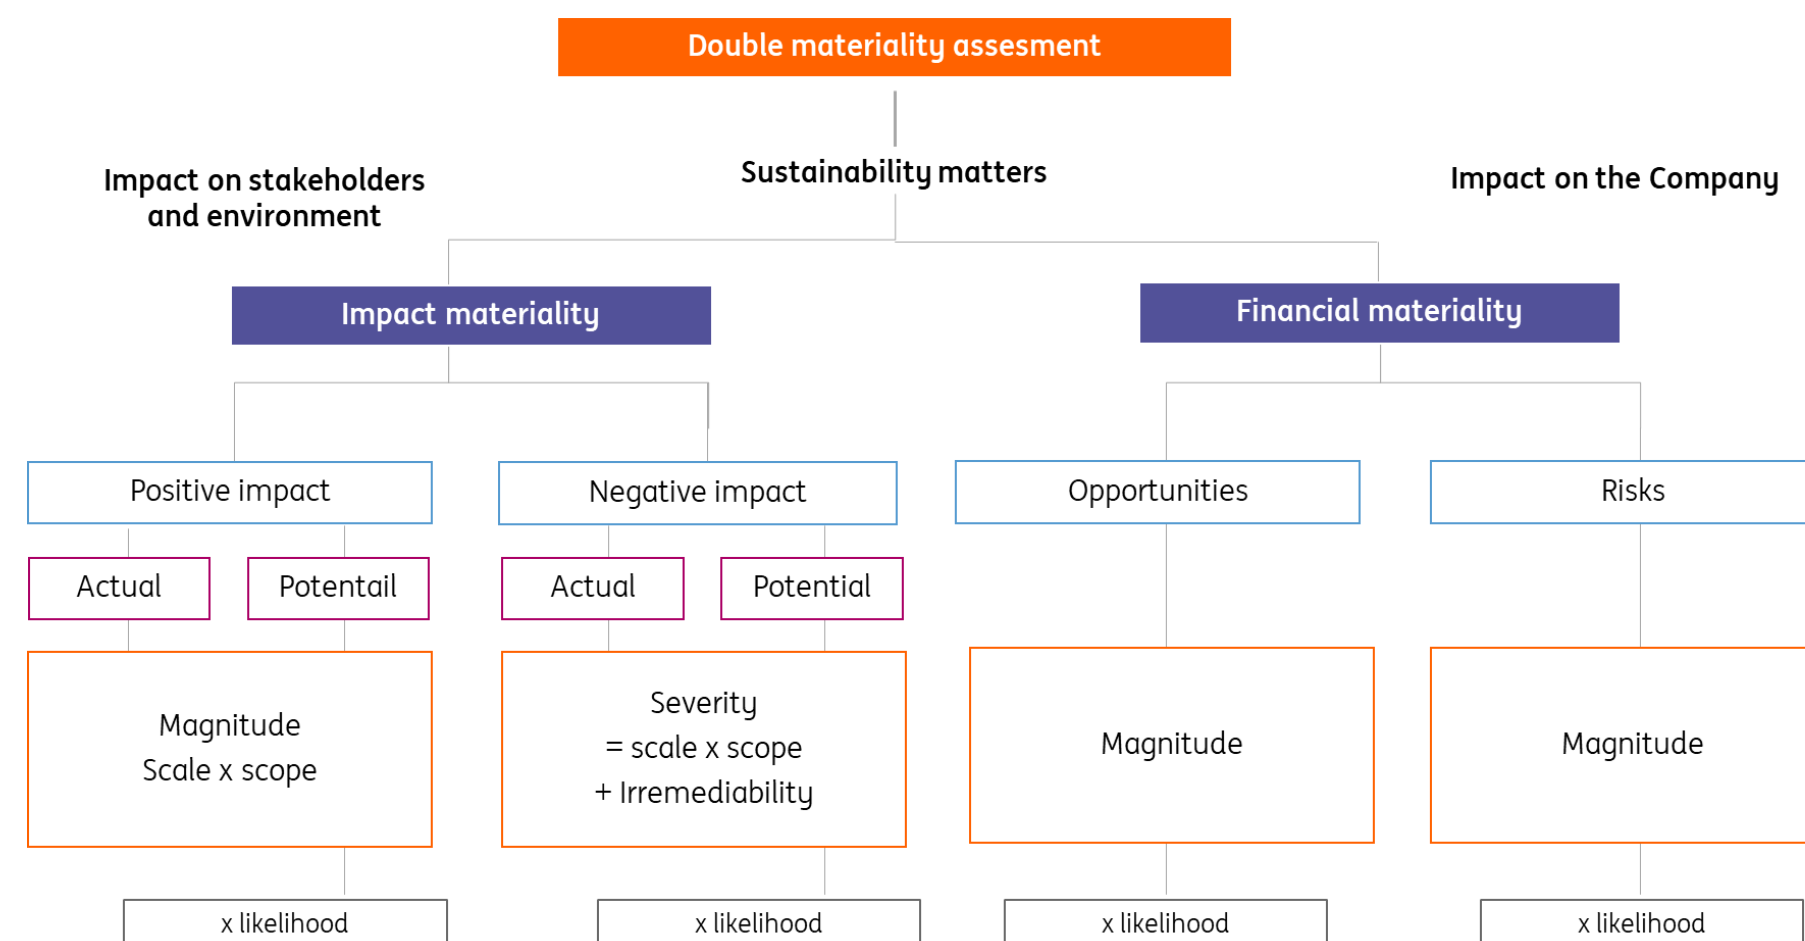 Double materiality assesment
Impact on stakeholders
and environment
Sustainability matters
Impact on the Company
Impact materiality
Financial materiality
Positive impact
Negative impact
Opportunities
Risks
Actual
Potentail
Actual
Potential
Magnitude
Scale x scope
Severity
= scale x scope
+ Irremediability
Magnitude
Magnitude
x likelihood
x likelihood
x likelihood
x likelihood